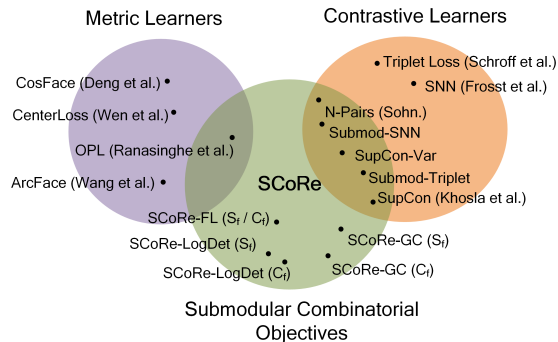 Metric Learners
Contrastive Learners
CosFace (Deng et al.)
CenterLoss (Wen et al.)
OPL (Ranasinghe et al.)
ArcFace (Wang et al.)
Triplet Loss (Schroff et al.)
SNN (Frosst et al.)
N-Pairs (Sohn.)
Submod-SNN
SupCon-Var
Submod-Triplet
SupCon (Khosla et al.)
SCoRe
SCoRe-FL (Sf / Cf)
SCoRe-LogDet (Sf)
SCoRe-LogDet (Cf)
SCoRe-GC (Sf)
SCoRe-GC (Cf)
Submodular Combinatorial
Objectives